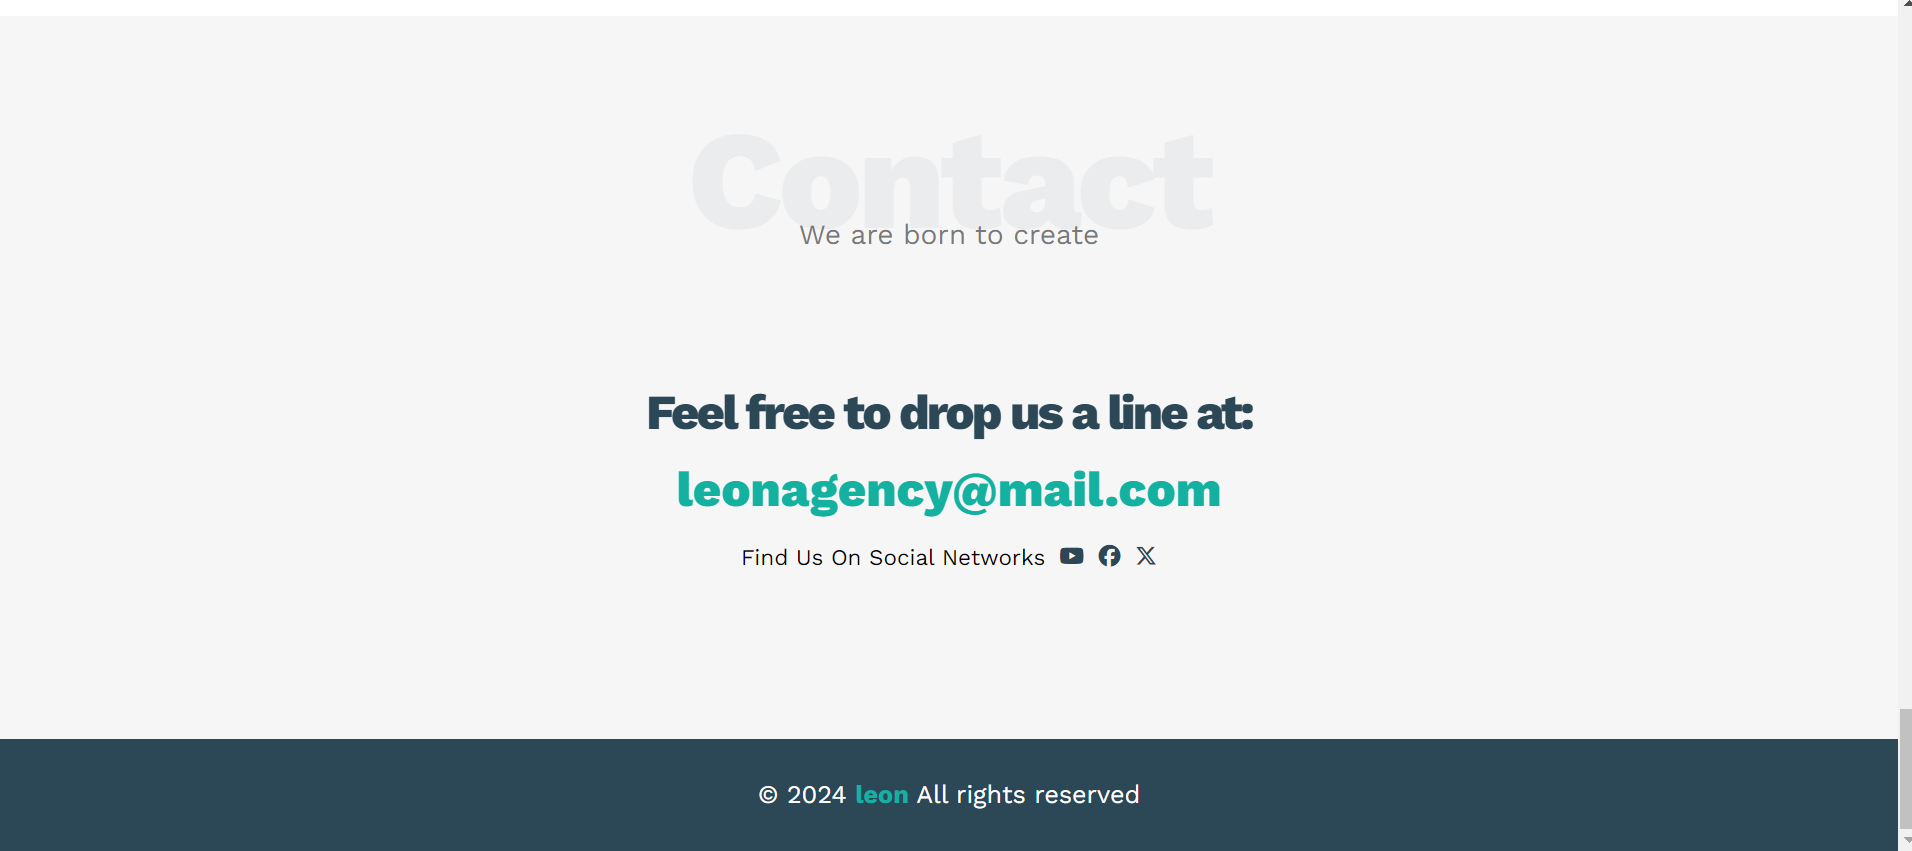 Contact
We are born to create
Feel free to drop us a line at:
leonagency@mail.com
Find Us On Social Networks
© 2024 leon All rights reserved